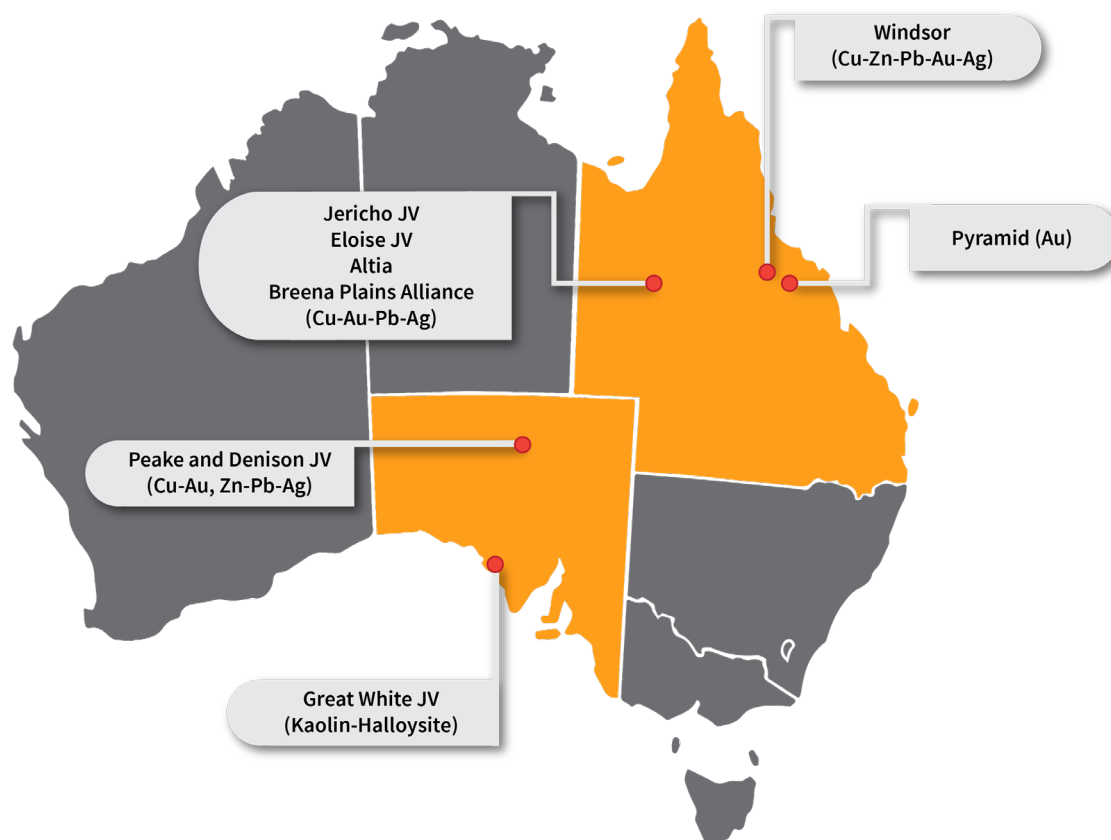 Windsor
(Cu-Zn-Pb-Au-Ag)
Jericho JV
Eloise JV
Altia
Breena Plains Alliance
(Cu-Au-Pb-Ag)
Pyramid (Au)
Peake and Denison JV
(Cu-Au, Zn-Pb-Ag)
Great White JV
(Kaolin-Halloysite)